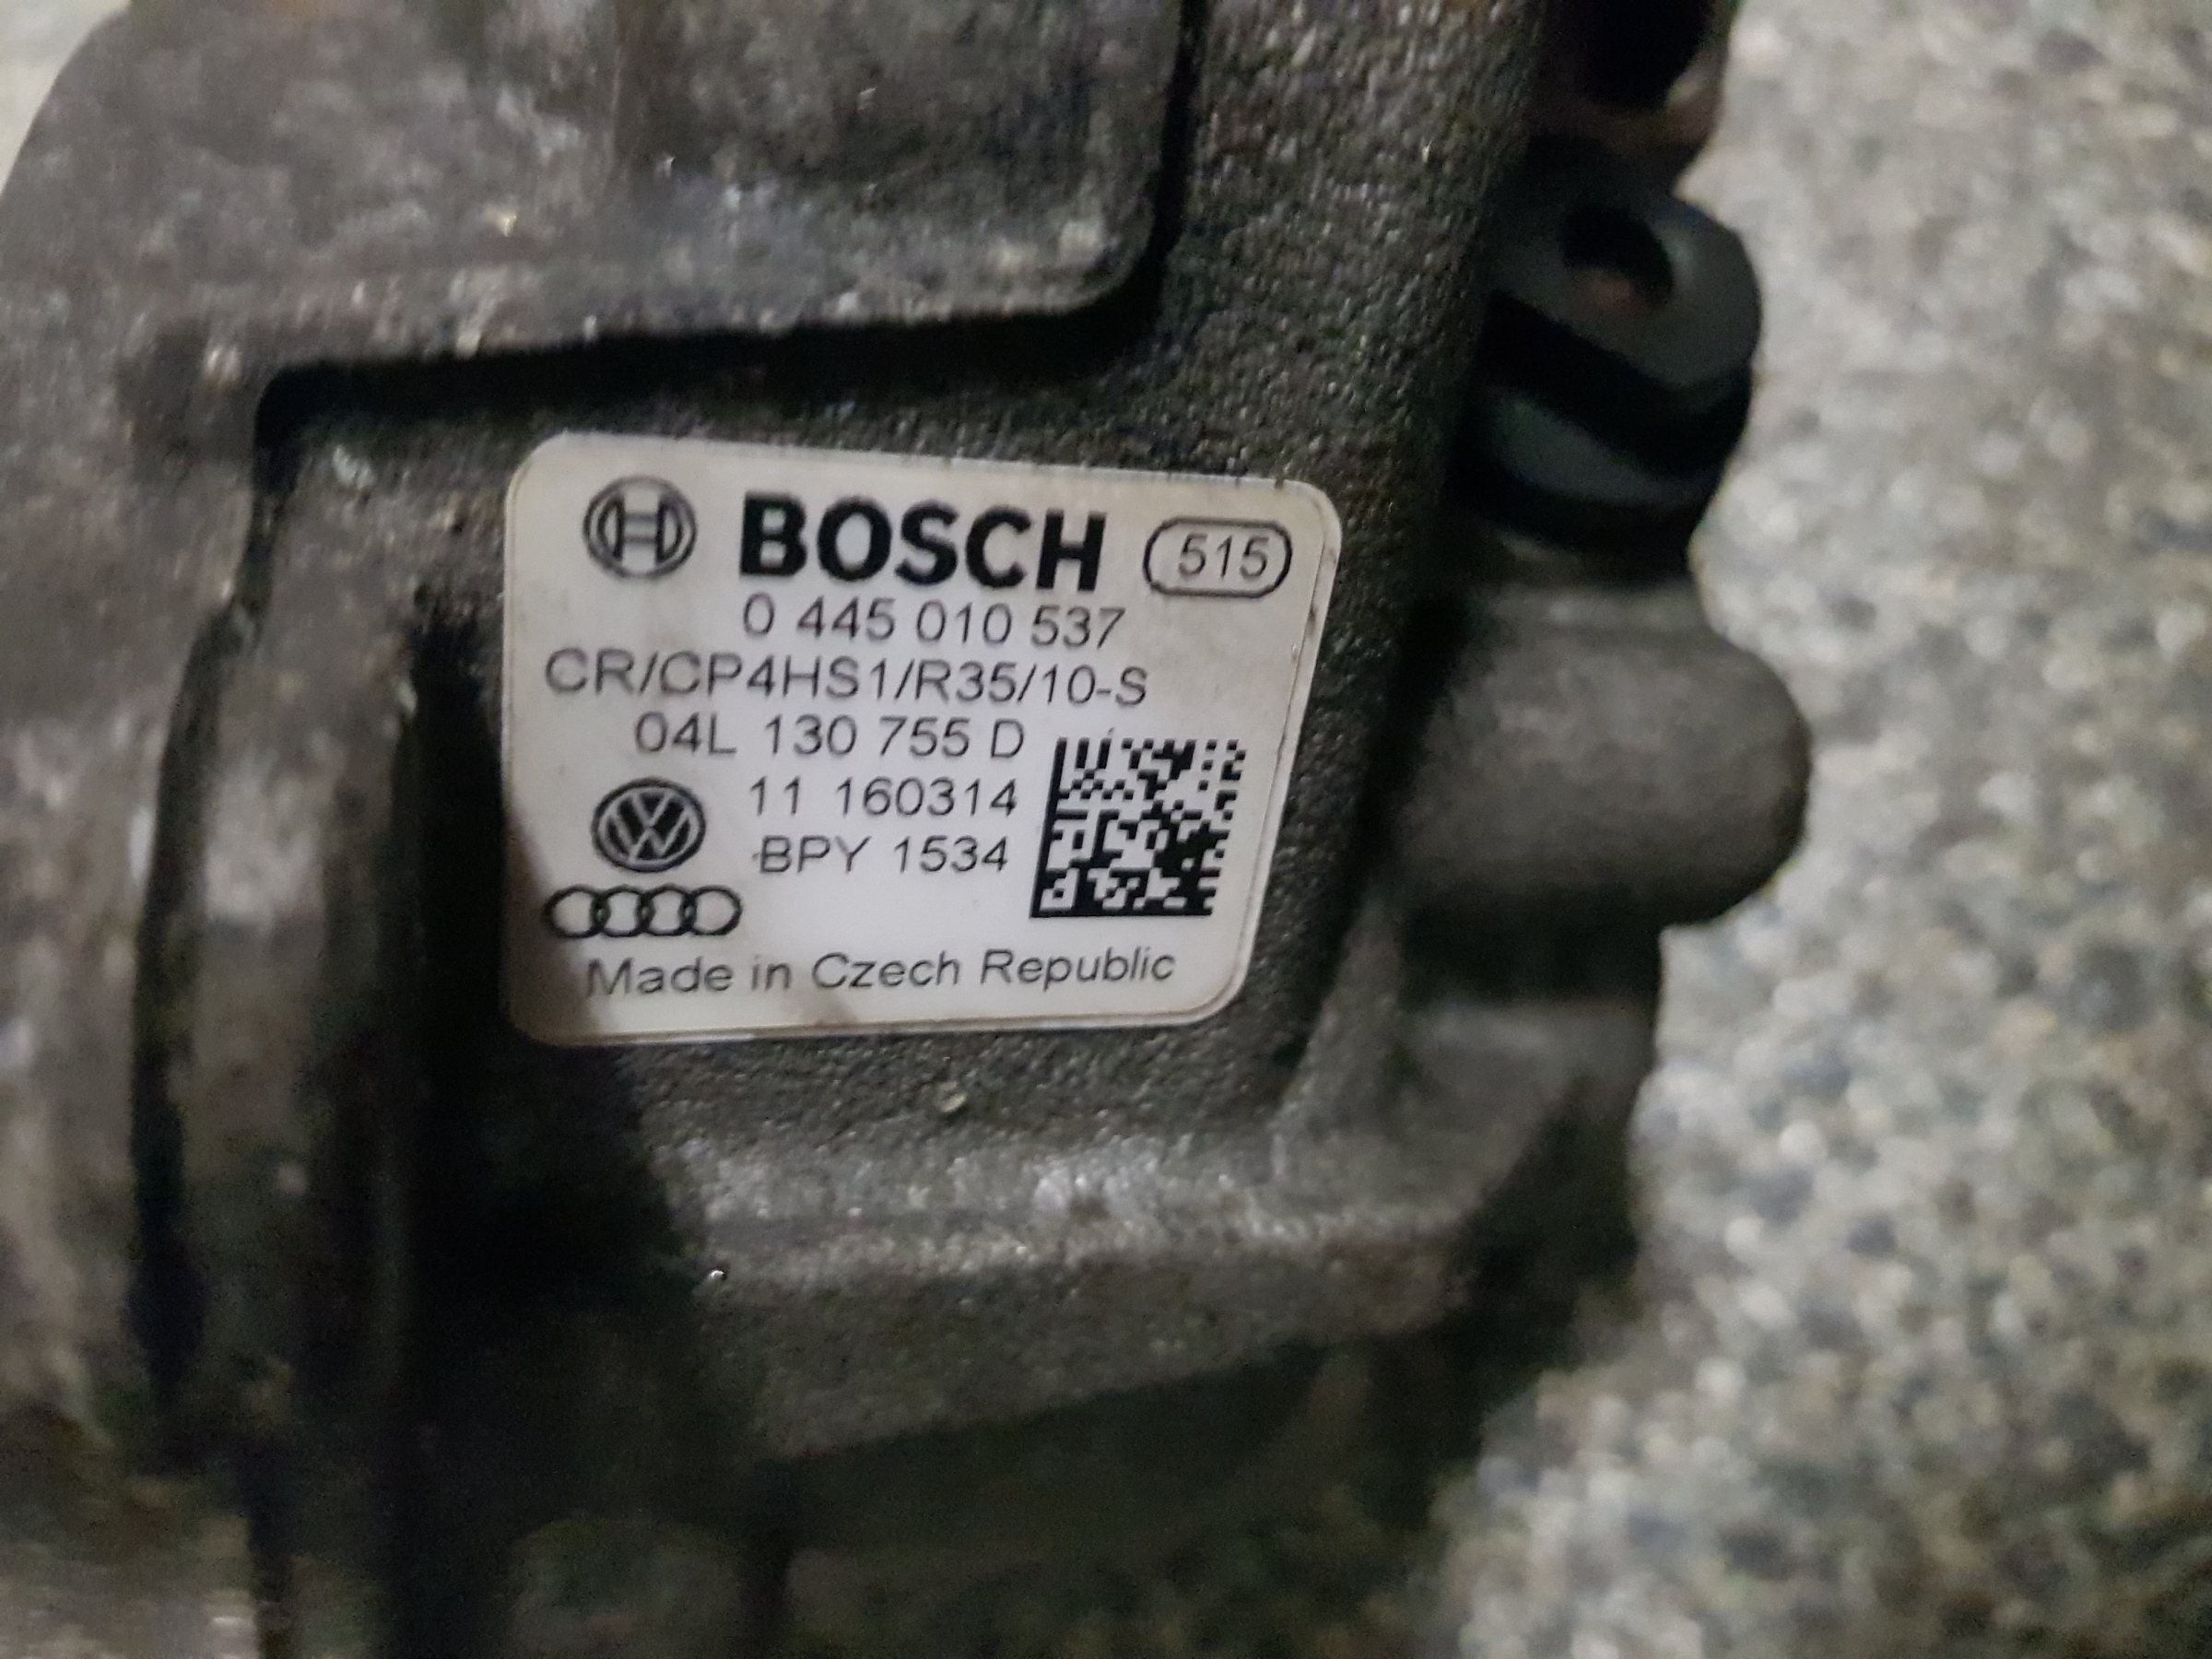 BOSCH 515
0 445 010 537
CR/CP4HS1/R35/10-S
04L 130 755 D
11 160314
BPY 1534
Made in Czech Republic